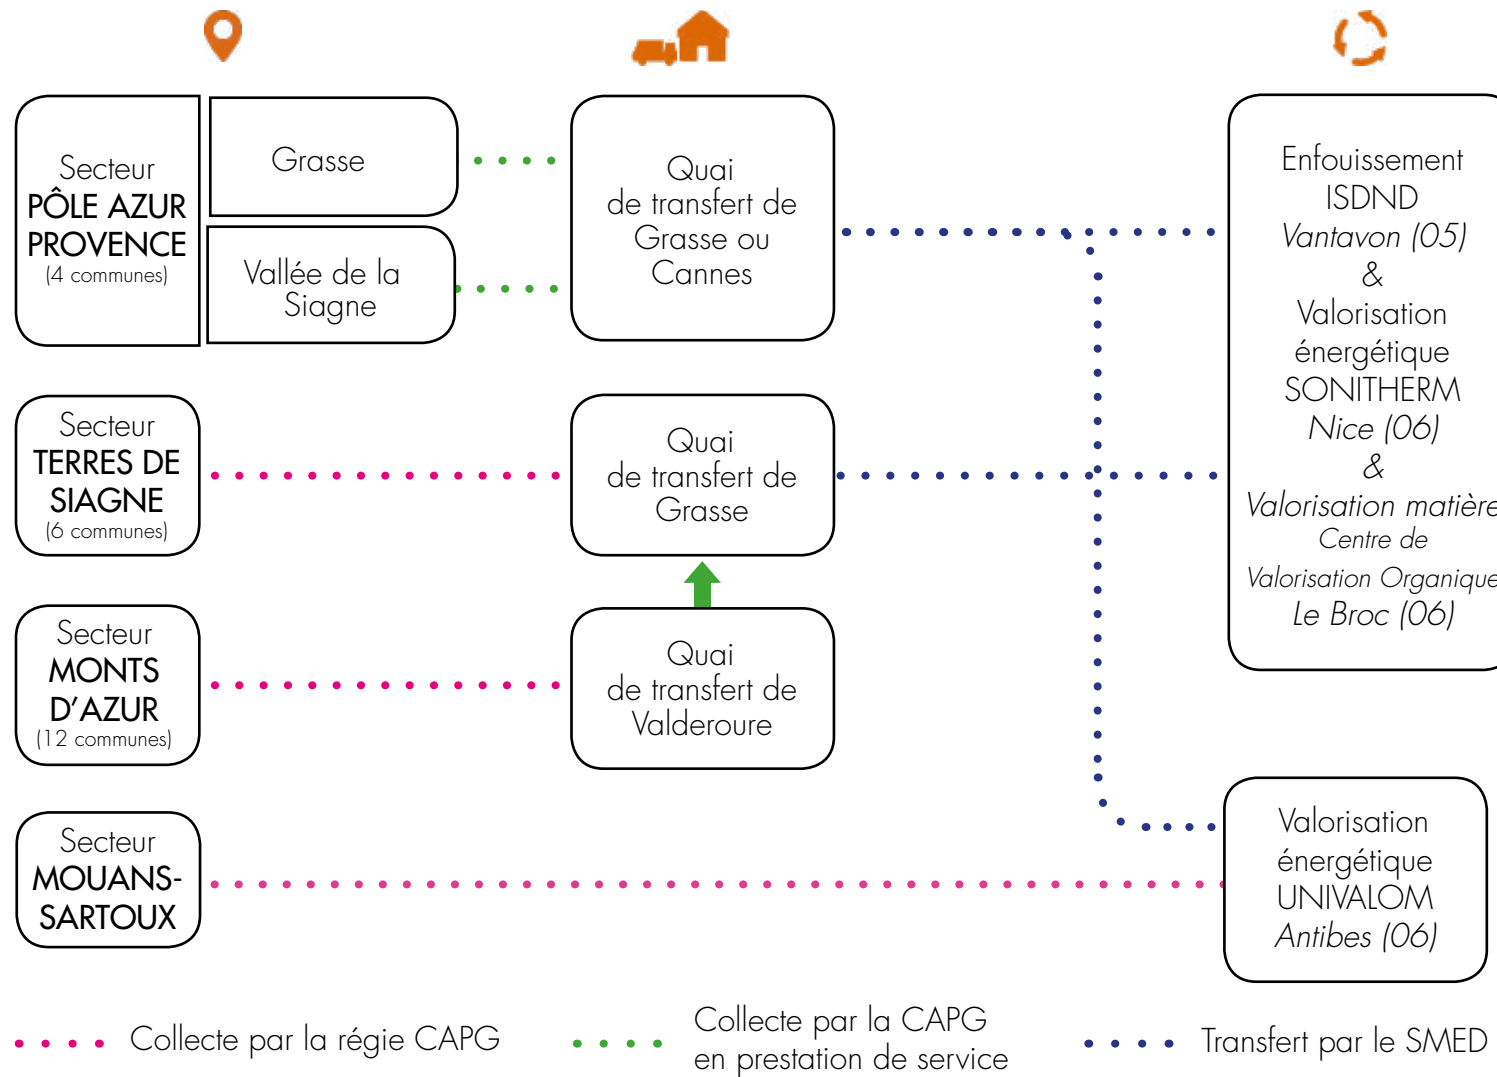 Secteur
PÔLE AZUR
PROVENCE
(4 communes)
Grasse
Vallée de la
Siagne
Quai
de transfert de
Grasse ou
Cannes
Enfouissement
ISDND
Vantavon (05)
&
Valorisation
énergétique
SONITHERM
Nice (06)
&
Valorisation matière
Centre de
Valorisation Organique
Le Broc (06)
Secteur
TERRES DE
SIAGNE
(6 communes)
Quai
de transfert de
Grasse
Secteur
MONTS
D'AZUR
(12 communes)
Quai
de transfert de
Valderoure
Secteur
MOUANS-
SARTOUX
Valorisation
énergétique
UNIVALOM
Antibes (06)
Collecte par la régie CAPG
Collecte par la CAPG
en prestation de service
Transfert par le SMED